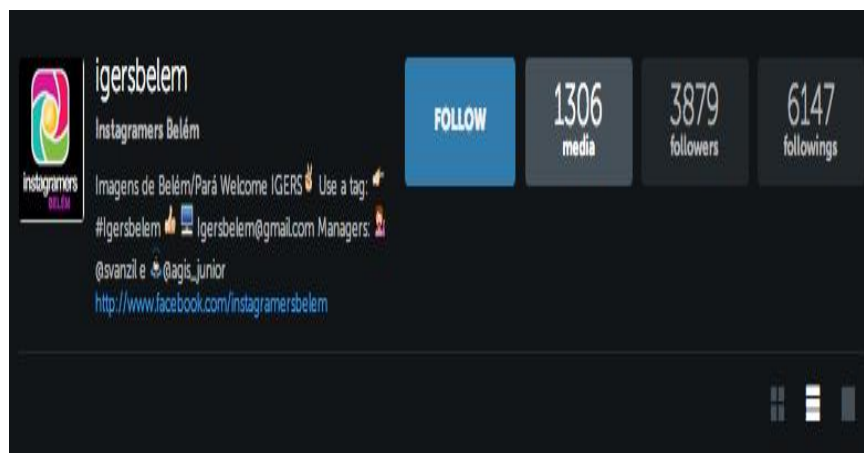 igersbelem
Instagramers Belém
Imagens de Belém/Pará Welcome IGERS✌ Use a tag: 👉
#Igersbelem 👍 🖥 Igersbelem@gmail.com Managers: 🙎
@svanzil e @agis_junior
http://www.facebook.com/instagramersbelem
instagramers
BELÉM
FOLLOW
1306
media
3879
followers
6147
followings